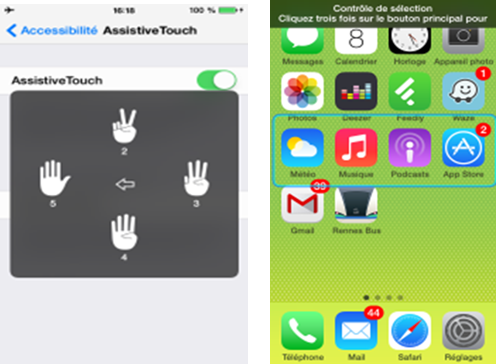 16:18 100 %
Accessibilité AssistiveTouch
AssistiveTouch
2
5
3
4
Contrôle de sélection
Cliquez trois fois sur le bouton principal pour
8
Messages Calendrier Horloge Appareil photo
1
Photos Deezer Feedly Waze
2
Météo Musique Podcasts App Store
39
Gmail Rennes Bus
44
Téléphone Mail Safari Réglages